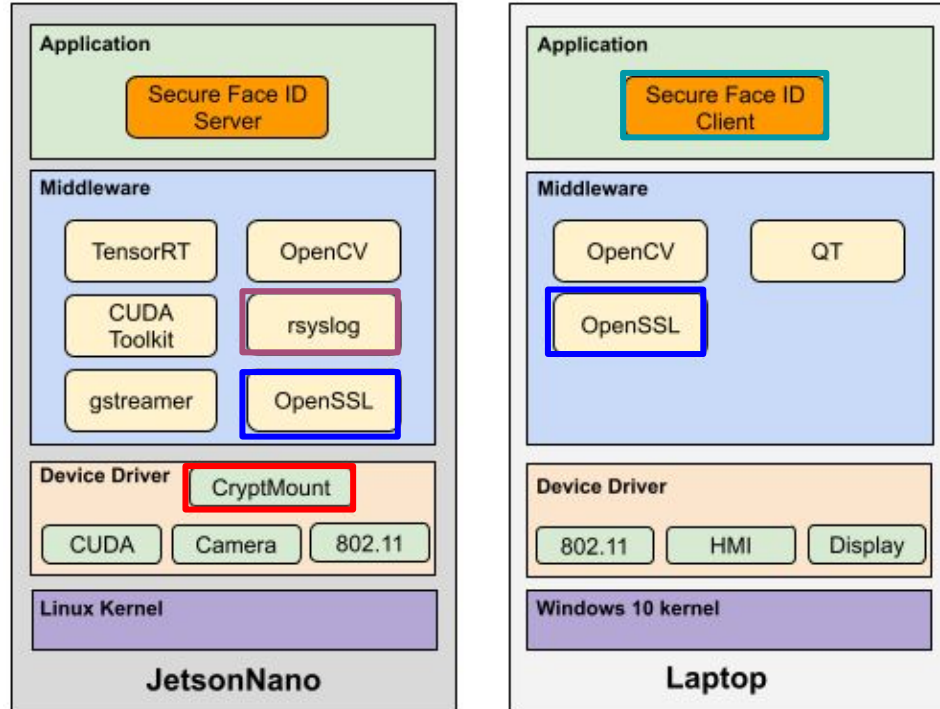 Application
Secure Face ID
Server
Middleware
TensorRT
OpenCV
CUDA
Toolkit
rsyslog
gstreamer
OpenSSL
Device Driver
CryptMount
CUDA
Camera
802.11
Linux Kernel
JetsonNano
Application
Secure Face ID
Client
Middleware
OpenCV
QT
OpenSSL
Device Driver
802.11
HMI
Display
Windows 10 kernel
Laptop